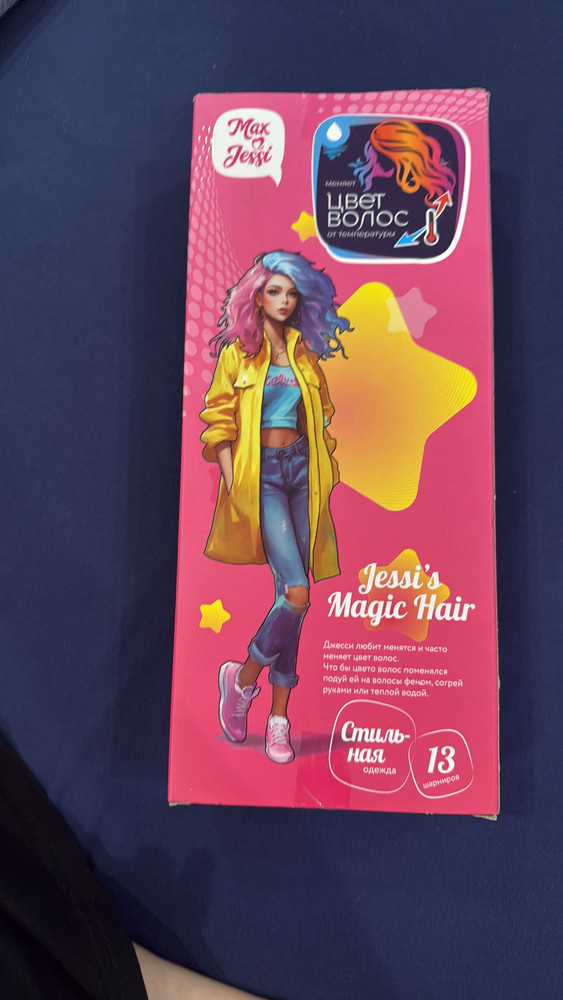 Max
Jessi
меняет
ЦВЕТ
ВОЛОС
от температуры
Jessi's
Magic Hair
Джесси любит менятся и часто
меняет цвет волос.
Что бы цвето волос поменялся
подуй ей на волосы феном, согрей
руками или теплой водой.
Стиль-
ная
одежда
13
шарниров